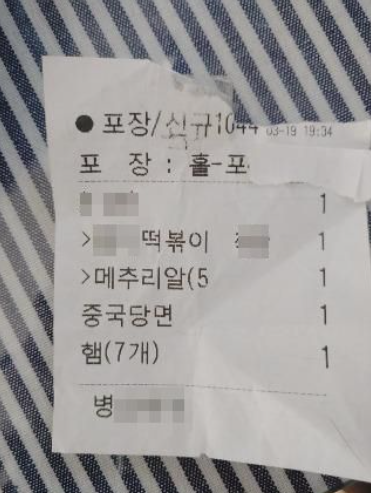 ● 포장/신규1044 03-19 19:34
포 장 : 홀-포
1
> 떡볶이 1
>메추리알(5 1
중국당면 1
햄(7개) 1
병